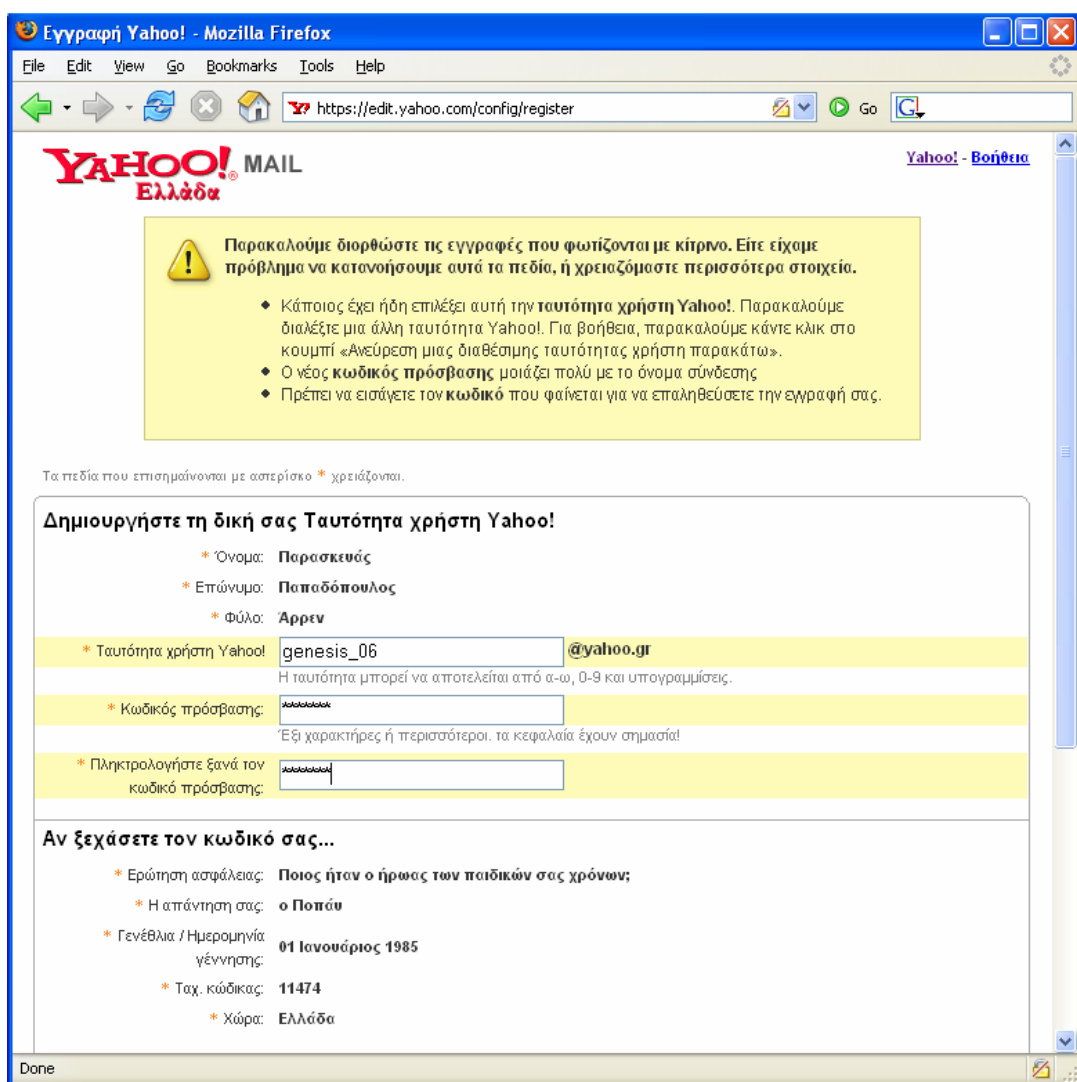 Εγγραφή Yahoo! - Mozilla Firefox
File Edit View Go Bookmarks Tools Help
https://edit.yahoo.com/config/register Go
YAHOO! MAIL
Ελλάδα
Yahoo! - Βοήθεια
Παρακαλούμε διορθώστε τις εγγραφές που φωτίζονται με κίτρινο. Είτε είχαμε
πρόβλημα να κατανοήσουμε αυτά τα πεδία, ή χρειαζόμαστε περισσότερα στοιχεία.
Κάποιος έχει ήδη επιλέξει αυτή την ταυτότητα χρήστη Yahoo!. Παρακαλούμε
διαλέξτε μια άλλη ταυτότητα Yahoo!. Για βοήθεια, παρακαλούμε κάντε κλικ στο
κουμπί «Ανεύρεση μιας διαθέσιμης ταυτότητας χρήστη παρακάτω».
Ο νέος κωδικός πρόσβασης μοιάζει πολύ με το όνομα σύνδεσης
Πρέπει να εισάγετε τον κωδικό που φαίνεται για να επαληθεύσετε την εγγραφή σας.
Τα πεδία που επισημαίνονται με αστερίσκο * χρειάζονται.
Δημιουργήστε τη δική σας Ταυτότητα χρήστη Yahoo!
* Όνομα: Παρασκευάς
* Επώνυμο: Παπαδόπουλος
* Φύλο: Άρρεν
* Ταυτότητα χρήστη Yahoo! genesis_06 @yahoo.gr
Η ταυτότητα μπορεί να αποτελείται από α-ω, 0-9 και υπογραμμίσεις.
* Κωδικός πρόσβασης: ********
Έξι χαρακτήρες ή περισσότεροι. τα κεφαλαία έχουν σημασία!
* Πληκτρολογήστε ξανά τον
κωδικό πρόσβασης: ********
Αν ξεχάσετε τον κωδικό σας...
* Ερώτηση ασφάλειας: Ποιος ήταν ο ήρωας των παιδικών σας χρόνων;
* Η απάντηση σας: ο Ποπάυ
* Γενέθλια / Ημερομηνία
γέννησης: 01 Ιανουάριος 1985
* Ταχ. κώδικας: 11474
* Χώρα: Ελλάδα
Done